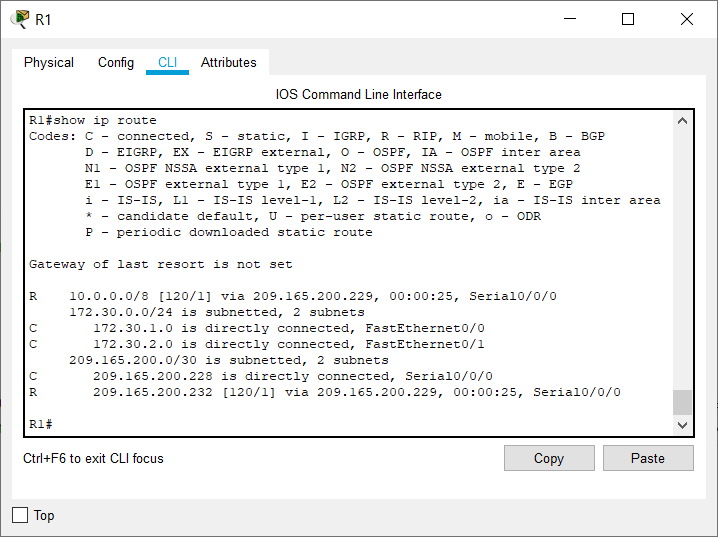 R1
Physical Config CLI Attributes
IOS Command Line Interface
R1#show ip route
Codes: C - connected, S - static, I - IGRP, R - RIP, M - mobile, B - BGP
       D - EIGRP, EX - EIGRP external, O - OSPF, IA - OSPF inter area
       N1 - OSPF NSSA external type 1, N2 - OSPF NSSA external type 2
       E1 - OSPF external type 1, E2 - OSPF external type 2, E - EGP
       i - IS-IS, L1 - IS-IS level-1, L2 - IS-IS level-2, ia - IS-IS inter area
       * - candidate default, U - per-user static route, o - ODR
       P - periodic downloaded static route
Gateway of last resort is not set
R    10.0.0.0/8 [120/1] via 209.165.200.229, 00:00:25, Serial0/0/0
     172.30.0.0/24 is subnetted, 2 subnets
C       172.30.1.0 is directly connected, FastEthernet0/0
C       172.30.2.0 is directly connected, FastEthernet0/1
     209.165.200.0/30 is subnetted, 2 subnets
C       209.165.200.228 is directly connected, Serial0/0/0
R       209.165.200.232 [120/1] via 209.165.200.229, 00:00:25, Serial0/0/0
R1#
Ctrl+F6 to exit CLI focus Copy Paste
Top